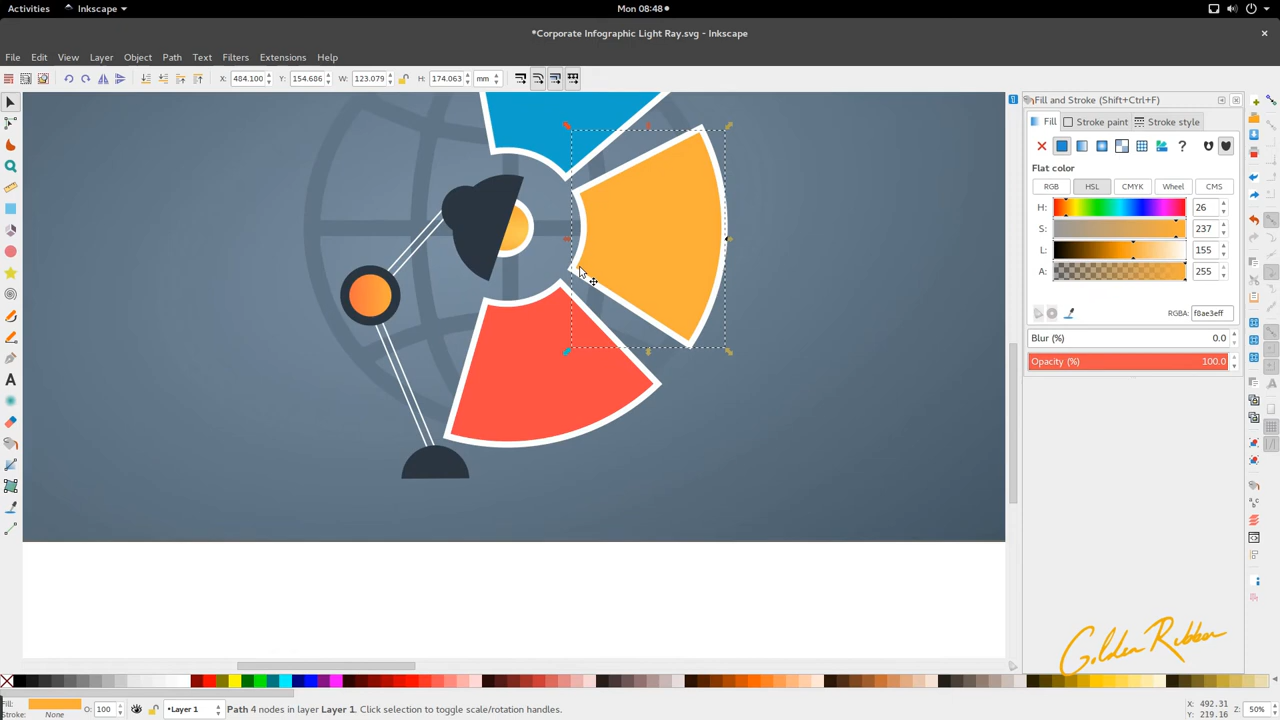 Activities Inkscape Mon 08:48
*Corporate Infographic Light Ray.svg - Inkscape
File Edit View Layer Object Path Text Filters Extensions Help
X: 484.100 Y: 154.686 W: 123.079 H: 174.063 mm
Fill and Stroke (Shift+Ctrl+F)
Fill Stroke paint Stroke style
Flat color
RGB HSL CMYK Wheel CMS
H: 26
S: 237
L: 155
A: 255
RGBA: f8ae3eff
Blur (%) 0.0
Opacity (%) 100.0
Golden Ribbon
Fill: O: 100 •Layer 1 Path 4 nodes in layer Layer 1. Click selection to toggle scale/rotation handles. X: 492.31 Z: 50%
Stroke: None Y: 219.16